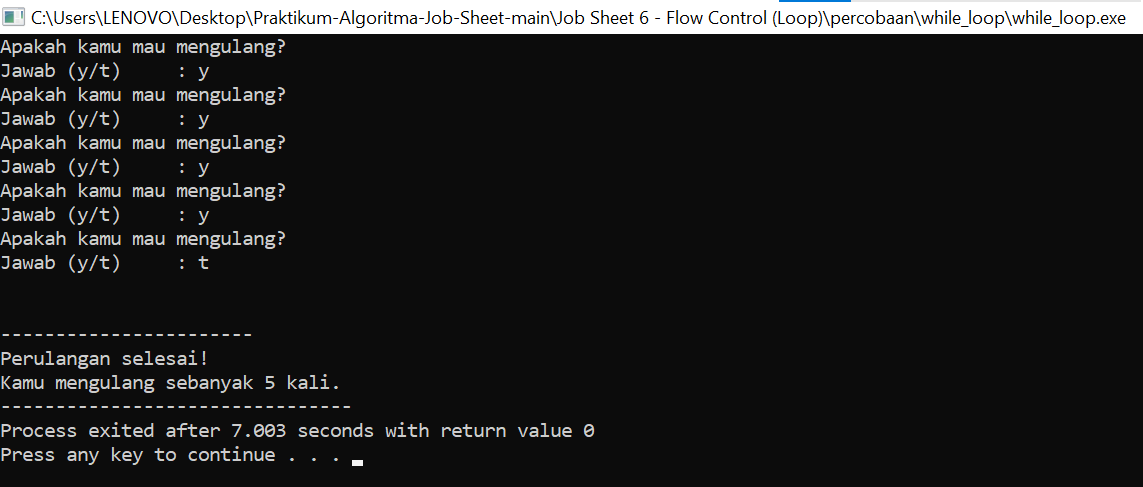 C:\Users\LENOVO\Desktop\Praktikum-Algoritma-Job-Sheet-main\Job Sheet 6 - Flow Control (Loop)\percobaan\while_loop\while_loop.exe
Apakah kamu mau mengulang?
Jawab (y/t)     : y
Apakah kamu mau mengulang?
Jawab (y/t)     : y
Apakah kamu mau mengulang?
Jawab (y/t)     : y
Apakah kamu mau mengulang?
Jawab (y/t)     : y
Apakah kamu mau mengulang?
Jawab (y/t)     : t
-----------------------
Perulangan selesai!
Kamu mengulang sebanyak 5 kali.
--------------------------------
Process exited after 7.003 seconds with return value 0
Press any key to continue . . .